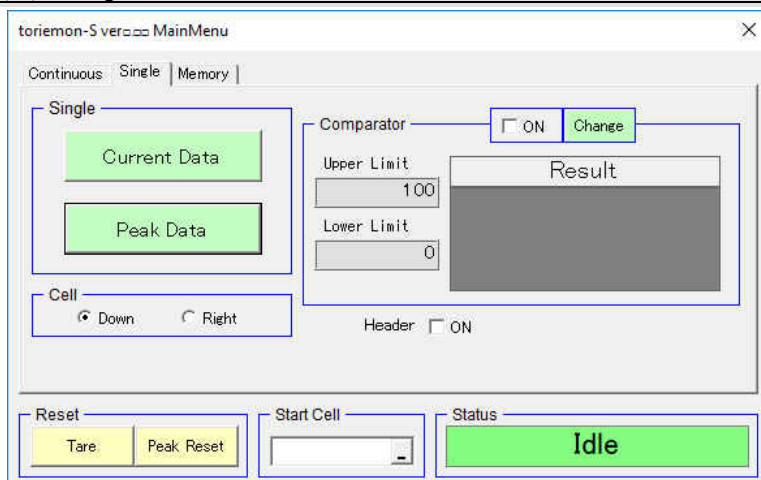 toriemon-S ver□.□□ MainMenu
Continuous Single Memory
Single
Current Data
Peak Data
Cell
Down Right
Comparator
ON Change
Upper Limit
100
Lower Limit
0
Result
Header ON
Reset
Tare
Peak Reset
Start Cell
Status
Idle